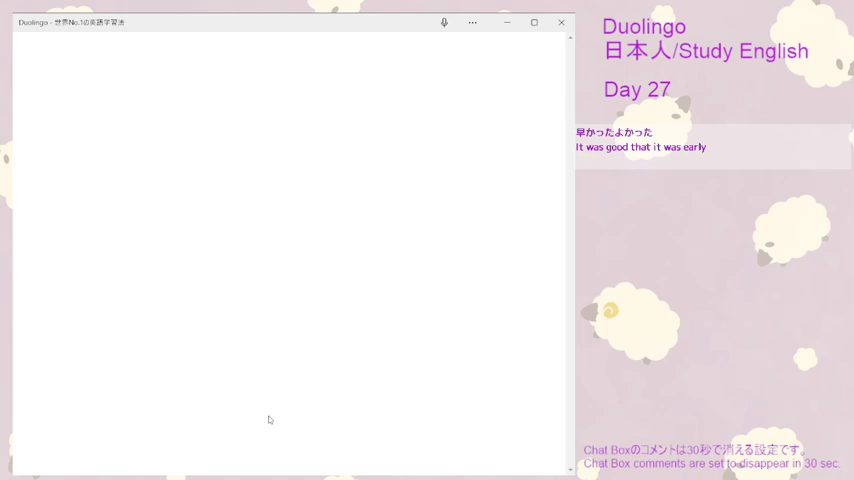 Duolingo - 世界No.1の英語学習法
Duolingo
日本人/Study English
Day 27
早かったよかった
It was good that it was early
Chat Boxのコメントは30秒で消える設定です
Chat Box comments are set to disappear in 30 sec.